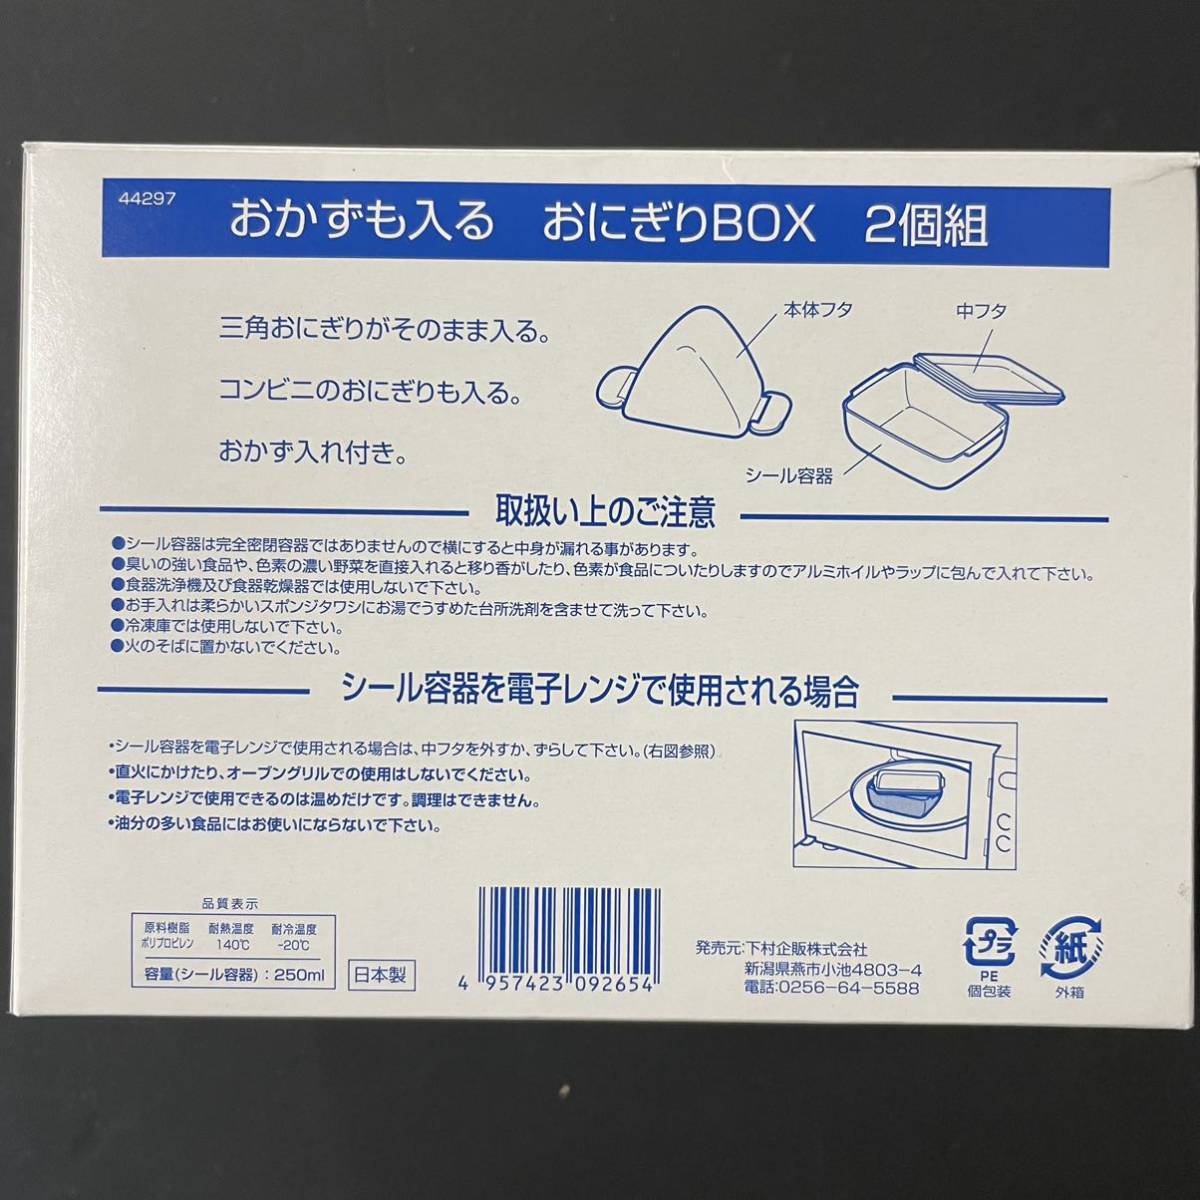 44297
おかずも入る おにぎりBOX 2個組
三角おにぎりがそのまま入る。
コンビニのおにぎりも入る。
おかず入れ付き。
本体フタ
中フタ
シール容器
取扱い上のご注意
●シール容器は完全密閉容器ではありませんので横にすると中身が漏れる事があります。
●臭いの強い食品や、色素の濃い野菜を直接入れると移り香がしたり、色素が食品についたりしますのでアルミホイルやラップに包んで入れて下さい。
●食器洗浄機及び食器乾燥器では使用しないで下さい。
●お手入れは柔らかいスポンジタワシにお湯でうすめた台所洗剤を含ませて洗って下さい。
●冷凍庫では使用しないで下さい。
●火のそばに置かないでください。
シール容器を電子レンジで使用される場合
・シール容器を電子レンジで使用される場合は、中フタを外すか、ずらして下さい。(右図参照)
・直火にかけたり、オーブングリルでの使用はしないでください。
・電子レンジで使用できるのは温めだけです。調理はできません。
・油分の多い食品にはお使いにならないで下さい。
品質表示
原料樹脂 耐熱温度 耐冷温度
ポリプロピレン 140℃ -20℃
容量(シール容器):250ml
日本製
4 957423 092654
発売元:下村企販株式会社
新潟県燕市小池4803-4
電話:0256-64-5588
プラ
PE
個包装
紙
外箱